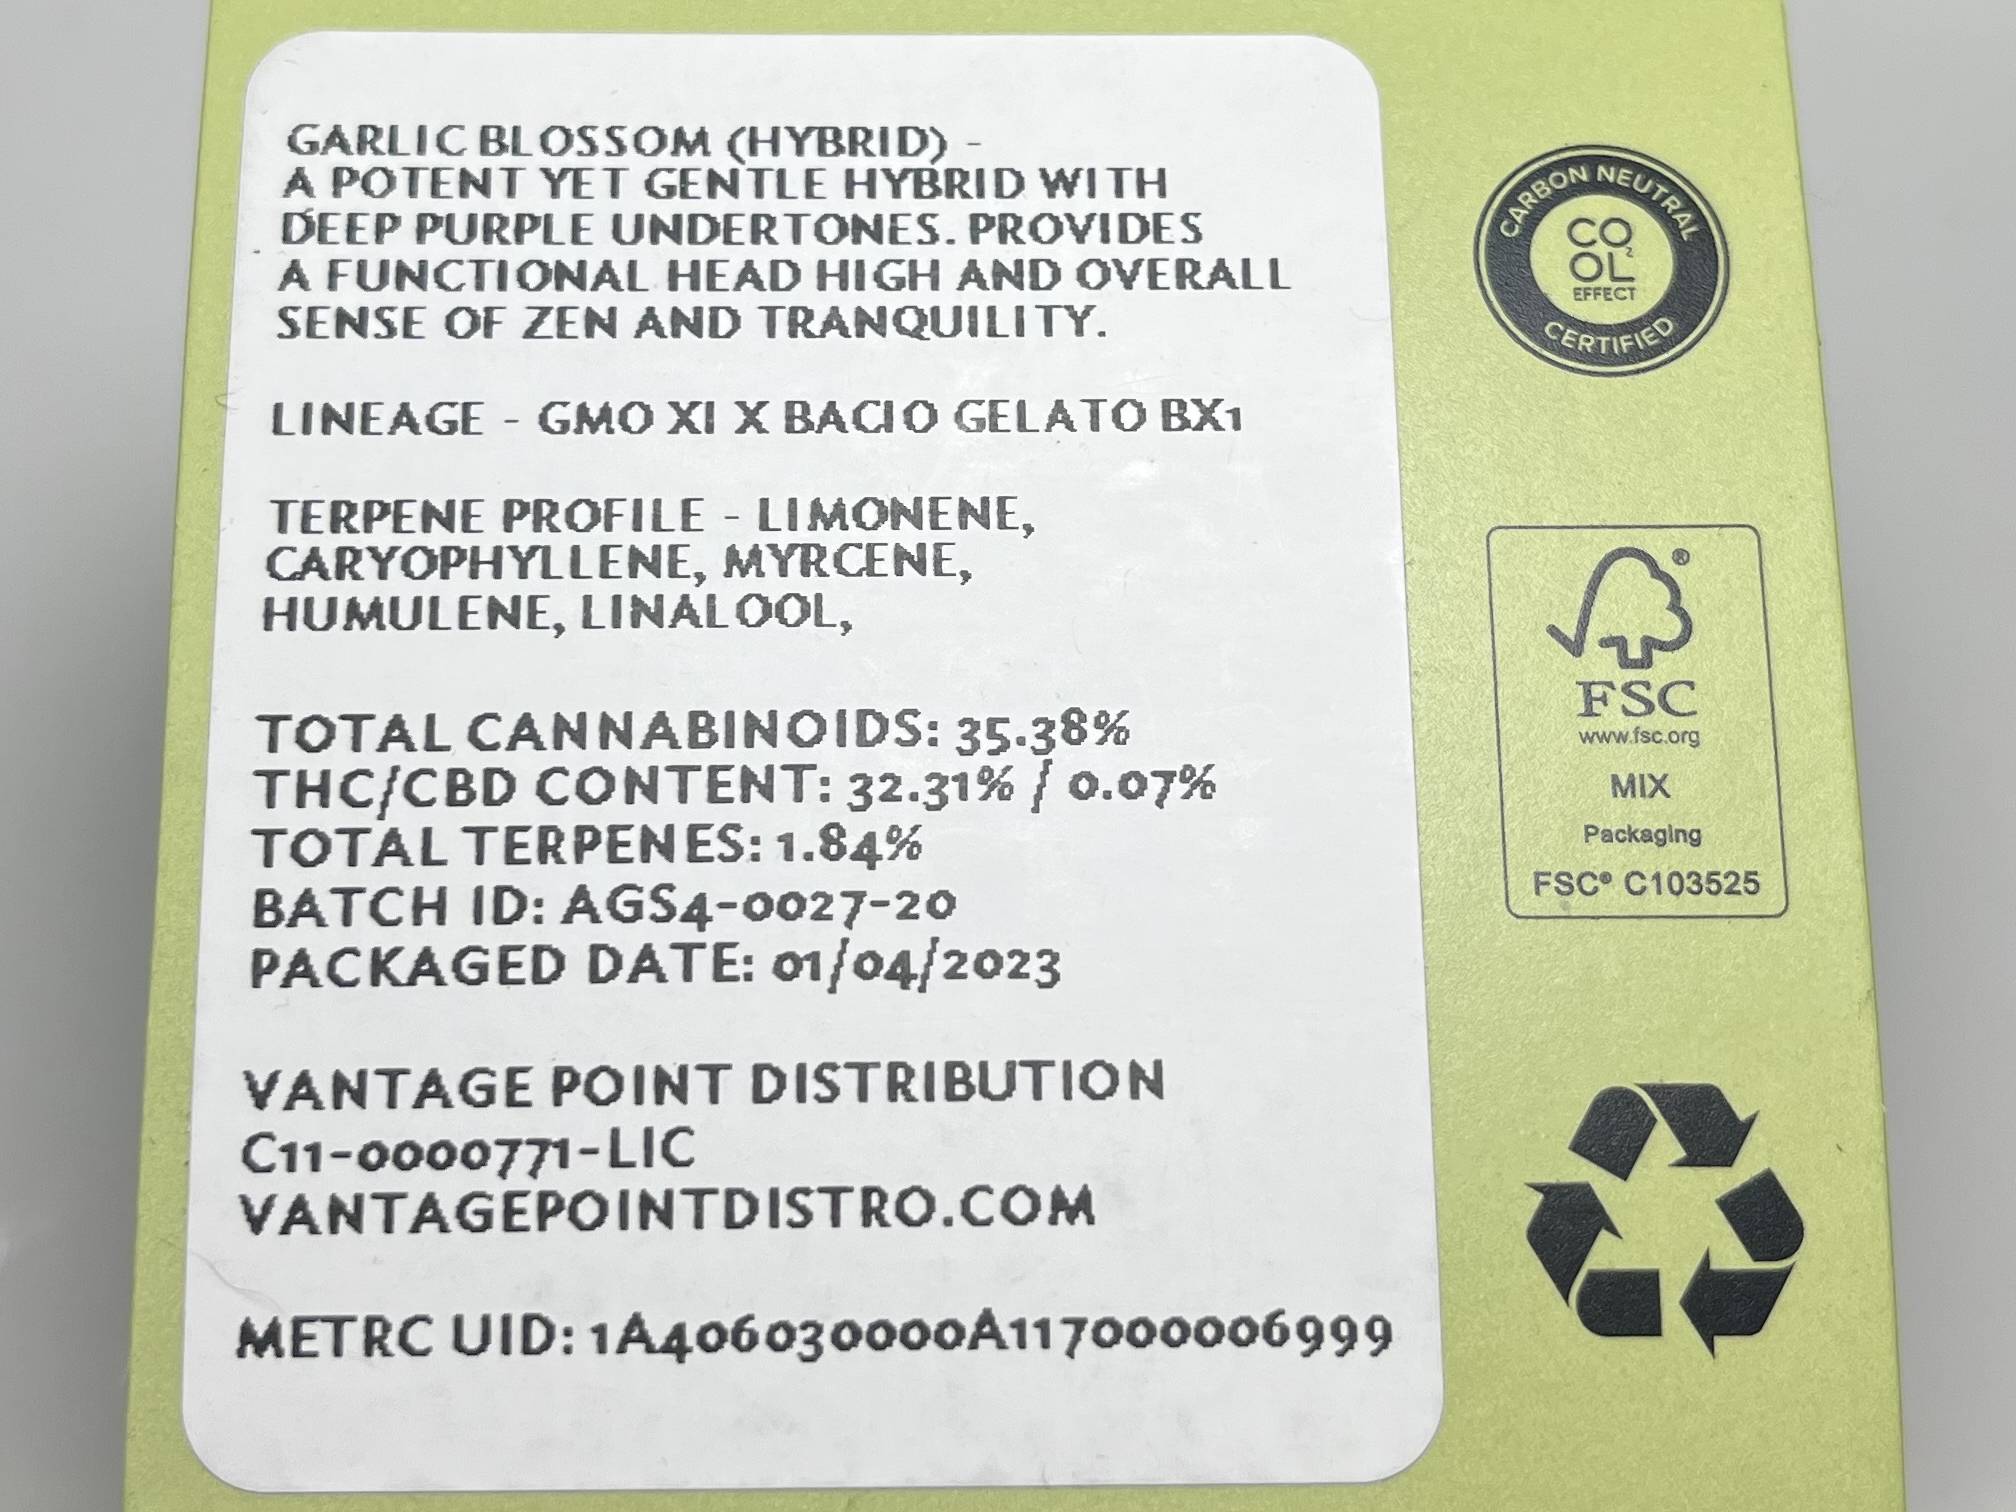 GARLIC BLOSSOM (HYBRID) -
A POTENT YET GENTLE HYBRID WITH
DEEP PURPLE UNDERTONES. PROVIDES
A FUNCTIONAL HEAD HIGH AND OVERALL
SENSE OF ZEN AND TRANQUILITY.
LINEAGE - GMO XI X BACIO GELATO BX1
TERPENE PROFILE - LIMONENE,
CARYOPHYLLENE, MYRCENE,
HUMULENE, LINALOOL,
TOTAL CANNABINOIDS: 35.38%
THC/CBD CONTENT: 32.31% / 0.07%
TOTAL TERPENES: 1.84%
BATCH ID: AGS4-0027-20
PACKAGED DATE: 01/04/2023
VANTAGE POINT DISTRIBUTION
C11-0000771-LIC
VANTAGEPOINTDISTRO.COM
METRC UID: 1A406030000A117000006999
CARBON NEUTRAL
CO2
OL
EFFECT
CERTIFIED
®
FSC
www.fsc.org
MIX
Packaging
FSC® C103525